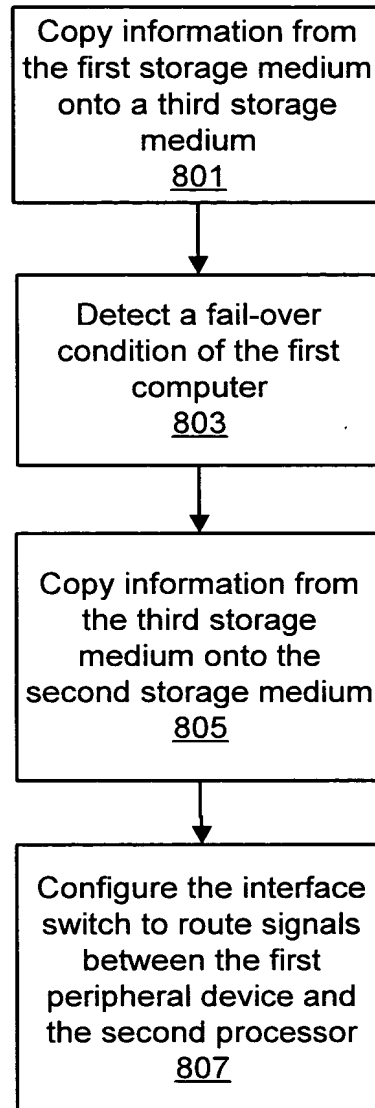 Copy information from
the first storage medium
onto a third storage
medium
801
Detect a fail-over
condition of the first
computer
803
Copy information from
the third storage
medium onto the
second storage medium
805
Configure the interface
switch to route signals
between the first
peripheral device and
the second processor
807